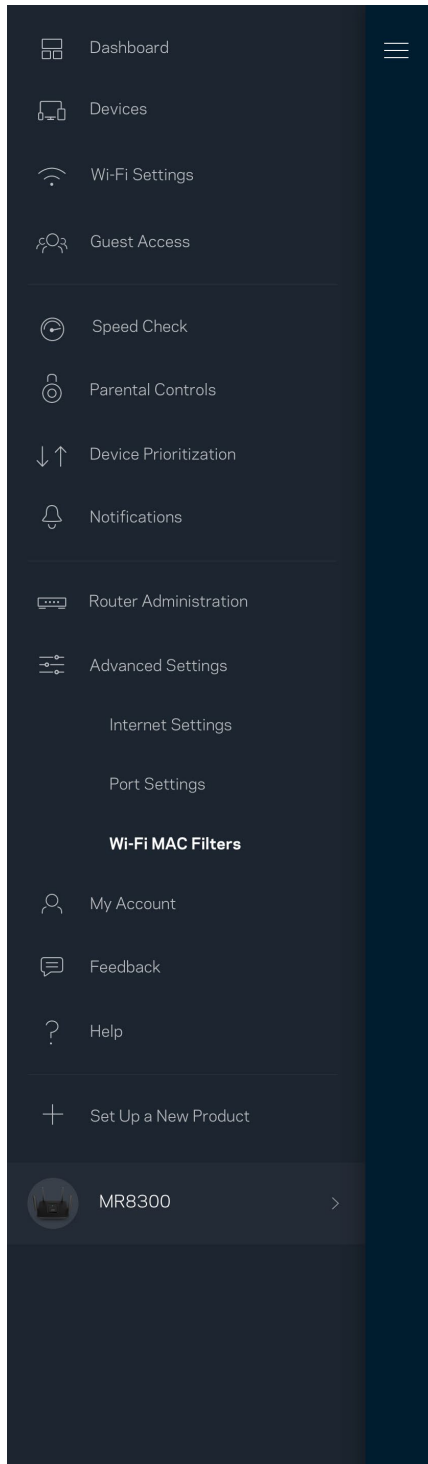 Dashboard
Devices
Wi-Fi Settings
Guest Access
Speed Check
Parental Controls
Device Prioritization
Notifications
Router Administration
Advanced Settings
Internet Settings
Port Settings
Wi-Fi MAC Filters
My Account
Feedback
Help
Set Up a New Product
MR8300